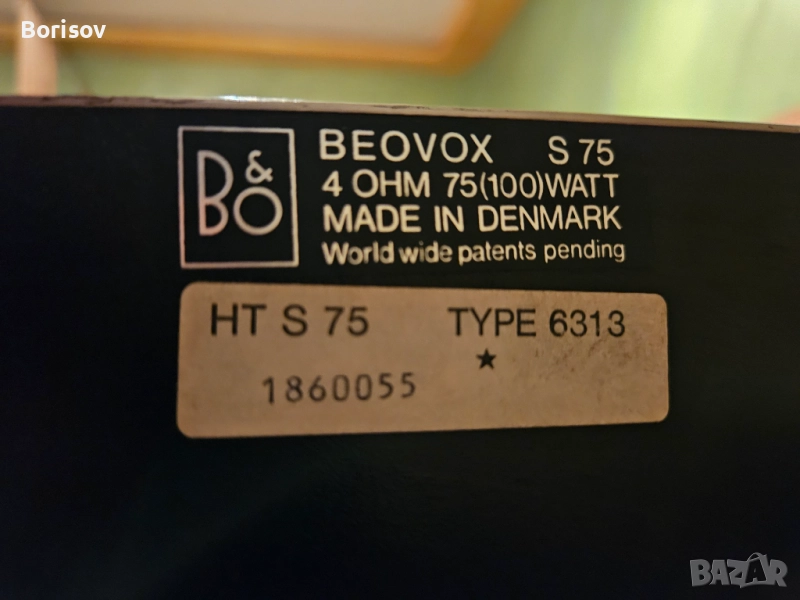 Borisov
B&O
BEOVOX S 75
4 OHM 75(100)WATT
MADE IN DENMARK
World wide patents pending
HT S 75 TYPE 6313
★
1860055
BAZAR